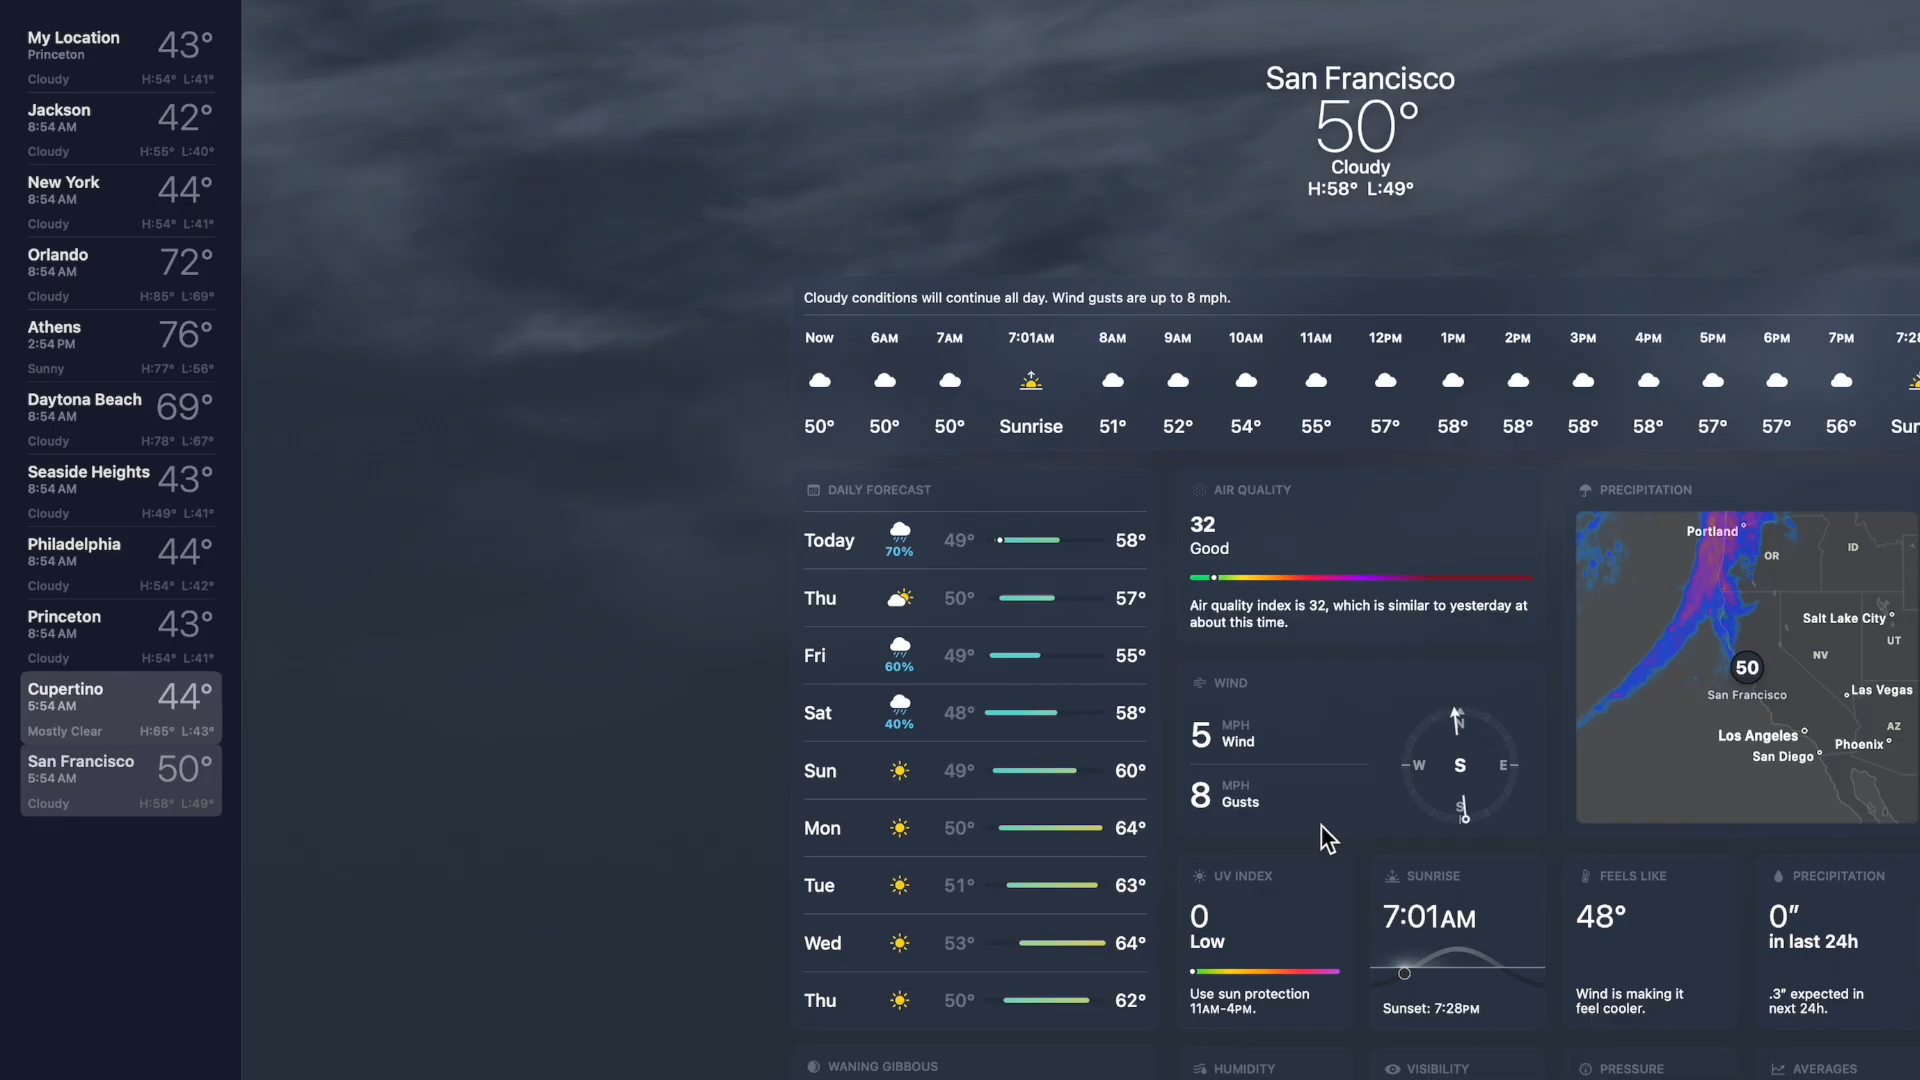 My Location
Princeton
43°
Cloudy H:54° L:41°
Jackson
8:54 AM
42°
Cloudy H:55° L:40°
New York
8:54 AM
44°
Cloudy H:54° L:41°
Orlando
8:54 AM
72°
Cloudy H:85° L:69°
Athens
2:54 PM
76°
Sunny H:77° L:56°
Daytona Beach
8:54 AM
69°
Cloudy H:78° L:67°
Seaside Heights
8:54 AM
43°
Cloudy H:49° L:41°
Philadelphia
8:54 AM
44°
Cloudy H:54° L:42°
Princeton
8:54 AM
43°
Cloudy H:54° L:41°
Cupertino
5:54 AM
44°
Mostly Clear H:65° L:43°
San Francisco
5:54 AM
50°
Cloudy H:58° L:49°
San Francisco
50°
Cloudy
H:58° L:49°
Cloudy conditions will continue all day. Wind gusts are up to 8 mph.
Now 6AM 7AM 7:01AM 8AM 9AM 10AM 11AM 12PM 1PM 2PM 3PM 4PM 5PM 6PM 7PM 7:28
50° 50° 50° Sunrise 51° 52° 54° 55° 57° 58° 58° 58° 58° 57° 57° 56° Sun
DAILY FORECAST
Today 70% 49° 58°
Thu 50° 57°
Fri 60% 49° 55°
Sat 40% 48° 58°
Sun 49° 60°
Mon 50° 64°
Tue 51° 63°
Wed 53° 64°
Thu 50° 62°
AIR QUALITY
32
Good
Air quality index is 32, which is similar to yesterday at
about this time.
WIND
5 MPH
Wind
8 MPH
Gusts
N
W S E
S
PRECIPITATION
Portland
OR ID
Salt Lake City
UT
NV
50
San Francisco
Las Vegas
AZ
Los Angeles
Phoenix
San Diego
UV INDEX
0
Low
Use sun protection
11AM-4PM.
SUNRISE
7:01AM
Sunset: 7:28PM
FEELS LIKE
48°
Wind is making it
feel cooler.
PRECIPITATION
0″
in last 24h
.3″ expected in
next 24h.
WANING GIBBOUS
HUMIDITY
VISIBILITY
PRESSURE
AVERAGES